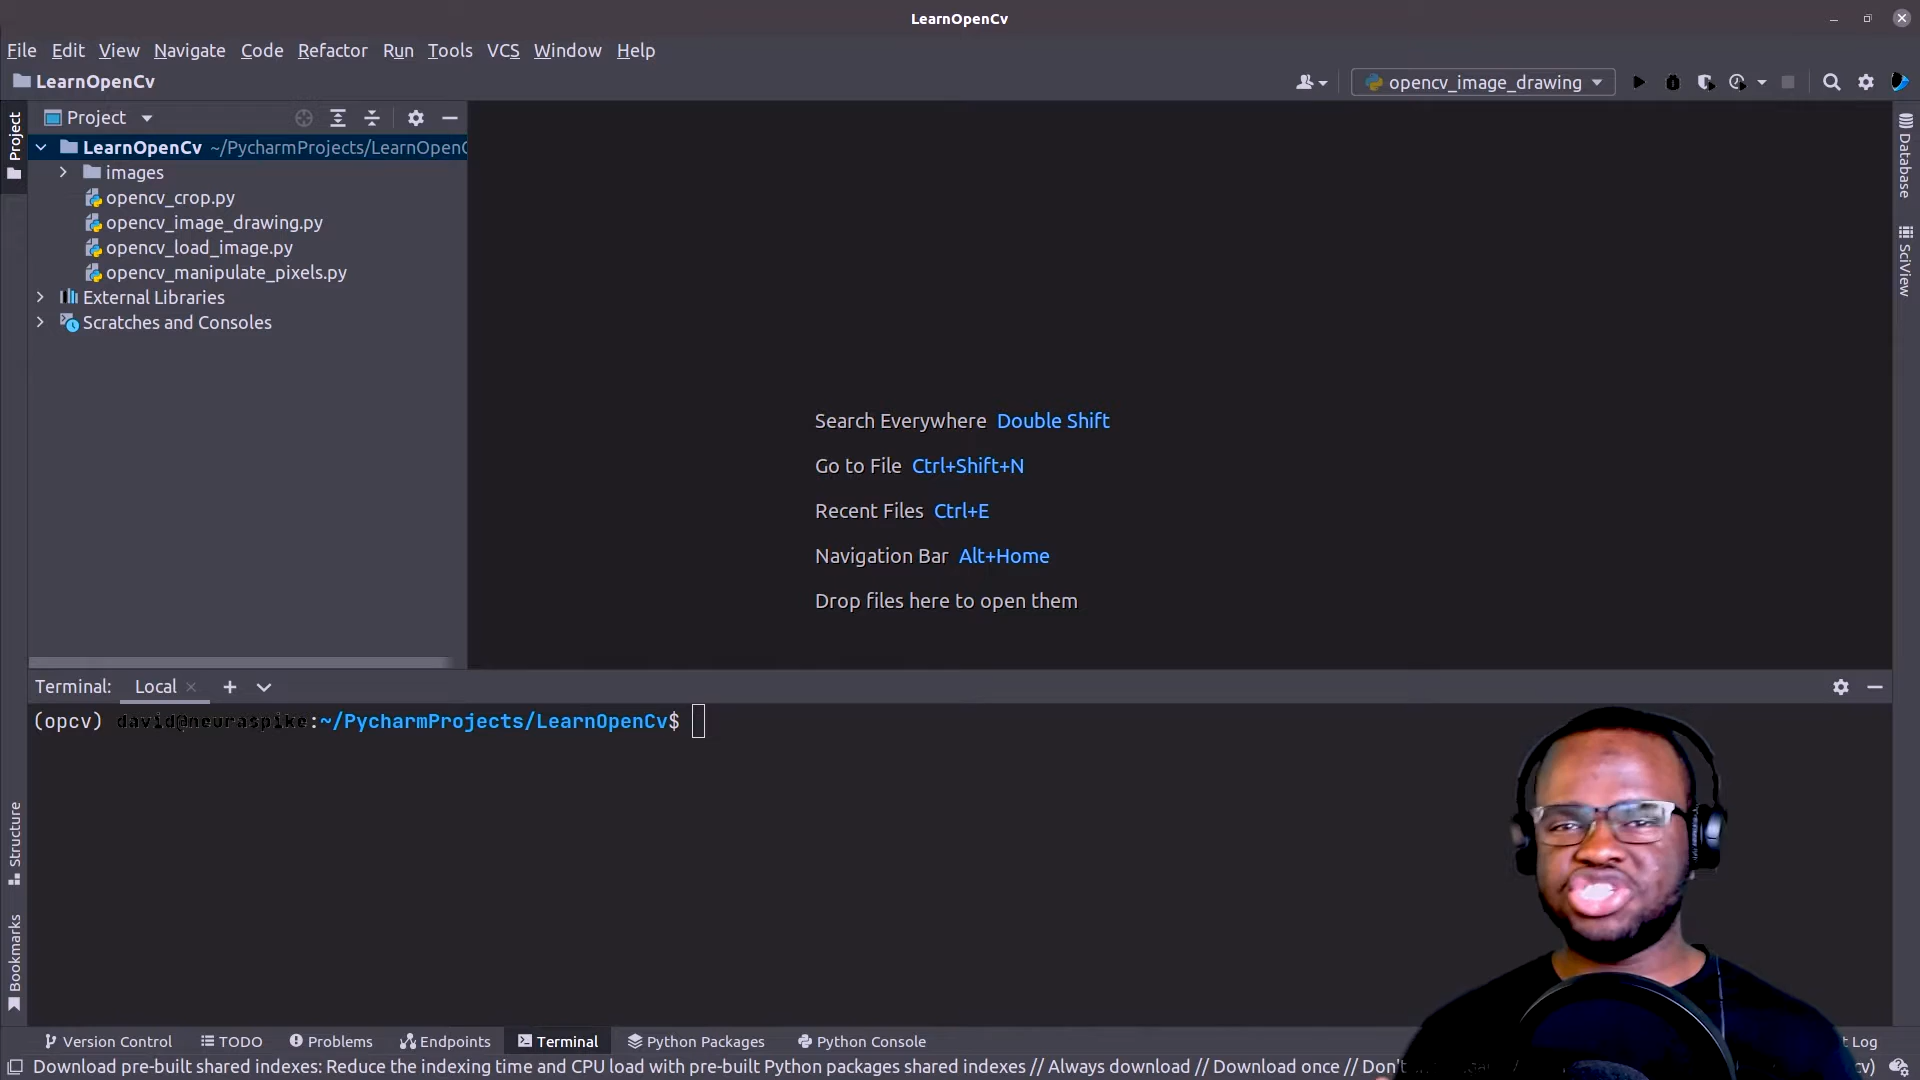 LearnOpenCv
File Edit View Navigate Code Refactor Run Tools VCS Window Help
LearnOpenCv
opencv_image_drawing
Project
Project
LearnOpenCv ~/PycharmProjects/LearnOpenC
images
opencv_crop.py
opencv_image_drawing.py
opencv_load_image.py
opencv_manipulate_pixels.py
External Libraries
Scratches and Consoles
Database
SciView
Search Everywhere Double Shift
Go to File Ctrl+Shift+N
Recent Files Ctrl+E
Navigation Bar Alt+Home
Drop files here to open them
Terminal: Local
(opcv) david@neuraspike:~/PycharmProjects/LearnOpenCv$
Structure
Bookmarks
Version Control TODO Problems Endpoints Terminal Python Packages Python Console t Log
Download pre-built shared indexes: Reduce the indexing time and CPU load with pre-built Python packages shared indexes // Always download // Download once // Don't cv)